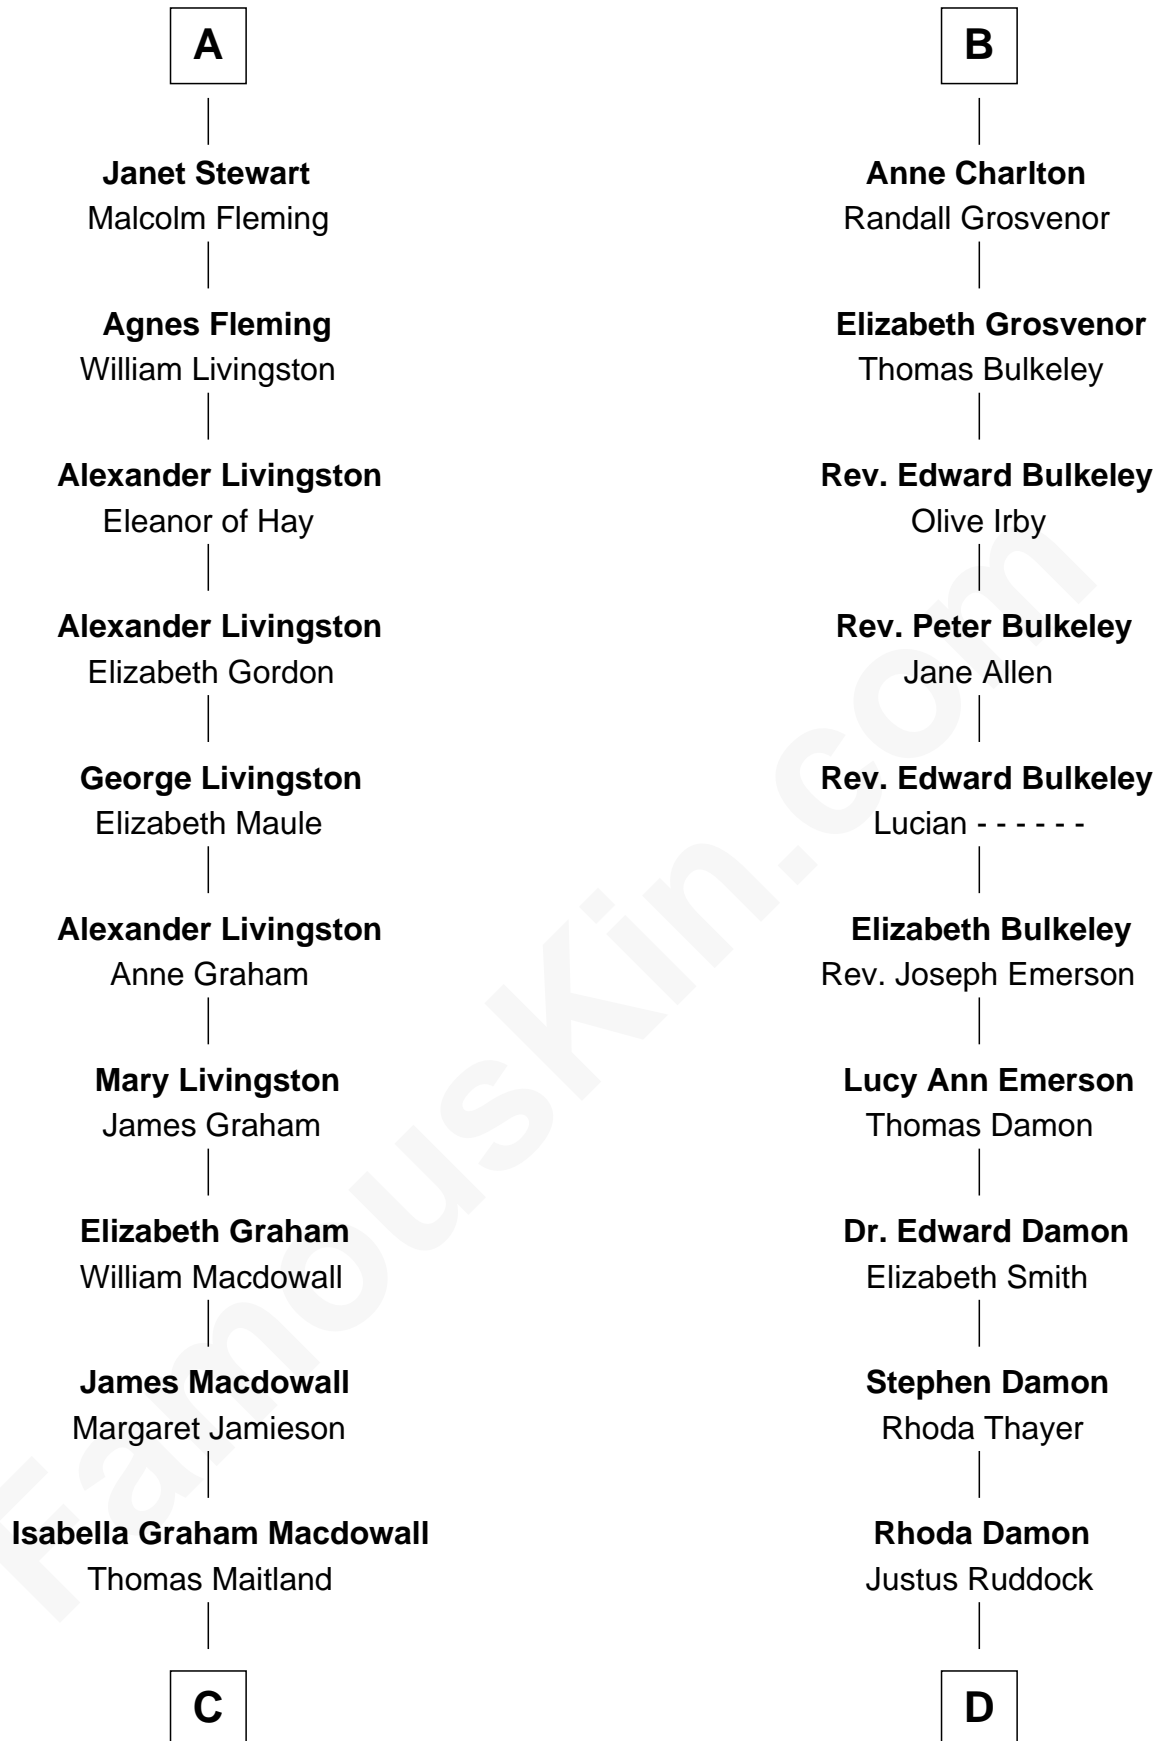 A
Janet Stewart
Malcolm Fleming
Agnes Fleming
William Livingston
Alexander Livingston
Eleanor of Hay
Alexander Livingston
Elizabeth Gordon
George Livingston
Elizabeth Maule
Alexander Livingston
Anne Graham
Mary Livingston
James Graham
Elizabeth Graham
William Macdowall
James Macdowall
Margaret Jamieson
Isabella Graham Macdowall
Thomas Maitland
C
B
Anne Charlton
Randall Grosvenor
Elizabeth Grosvenor
Thomas Bulkeley
Rev. Edward Bulkeley
Olive Irby
Rev. Peter Bulkeley
Jane Allen
Rev. Edward Bulkeley
Lucian - - - - - -
Elizabeth Bulkeley
Rev. Joseph Emerson
Lucy Ann Emerson
Thomas Damon
Dr. Edward Damon
Elizabeth Smith
Stephen Damon
Rhoda Thayer
Rhoda Damon
Justus Ruddock
D
FamousKin.com